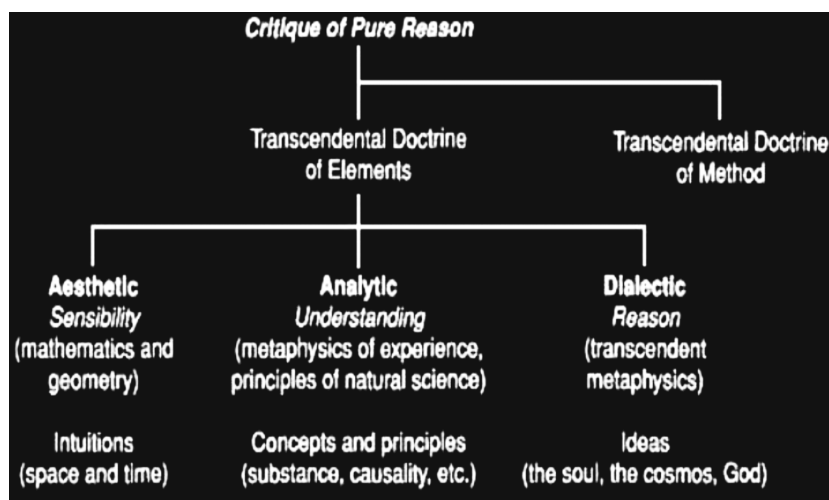 Critique of Pure Reason
Transcendental Doctrine
of Elements
Transcendental Doctrine
of Method
Aesthetic
Sensibility
(mathematics and
geometry)
Intuitions
(space and time)
Analytic
Understanding
(metaphysics of experience,
principles of natural science)
Concepts and principles
(substance, causality, etc.)
Dialectic
Reason
(transcendent
metaphysics)
Ideas
(the soul, the cosmos, God)